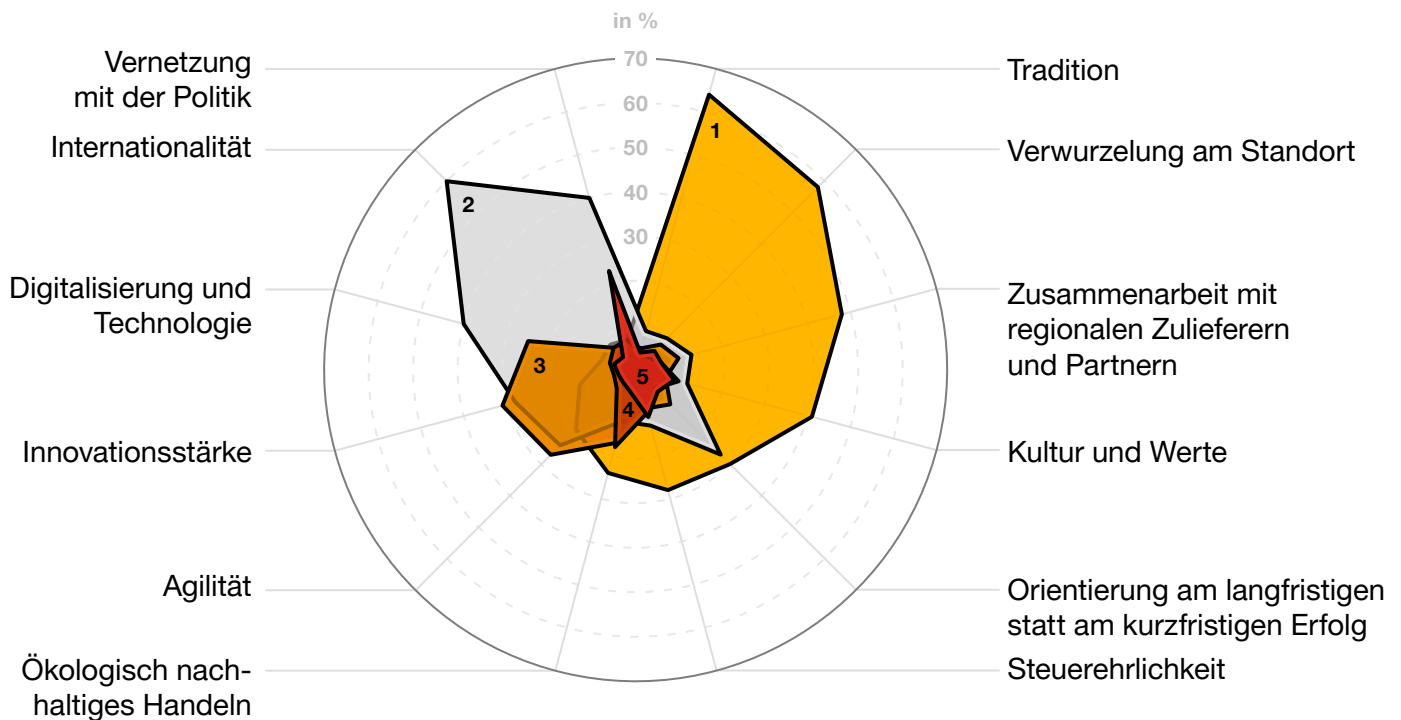 in %
70
60
50
40
30
Vernetzung
mit der Politik
Internationalität
Digitalisierung und
Technologie
Innovationsstärke
Agilität
Ökologisch nach-
haltiges Handeln
Tradition
Verwurzelung am Standort
Zusammenarbeit mit
regionalen Zulieferern
und Partnern
Kultur und Werte
Orientierung am langfristigen
statt am kurzfristigen Erfolg
Steuerehrlichkeit
1
2
3
4
5